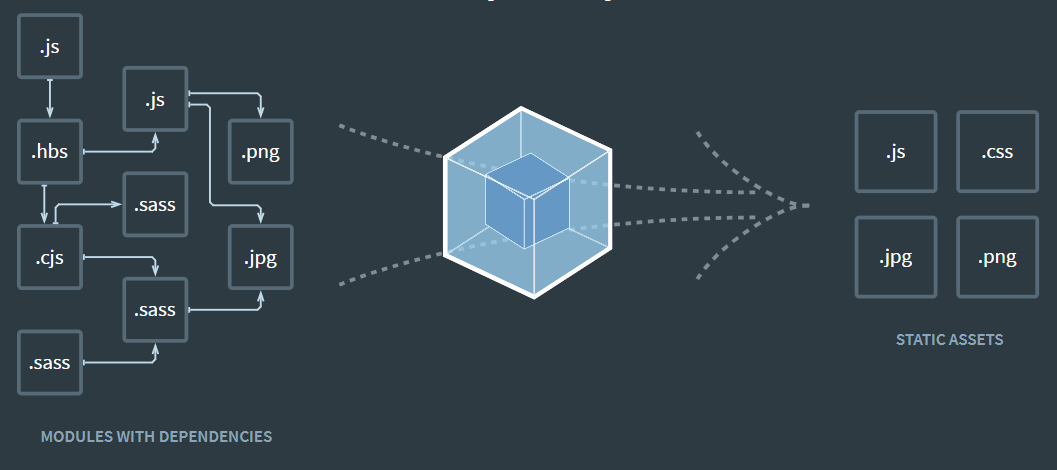 .js
.js
.hbs
.png
.sass
.cjs
.jpg
.sass
.sass
MODULES WITH DEPENDENCIES
.js
.css
.jpg
.png
STATIC ASSETS